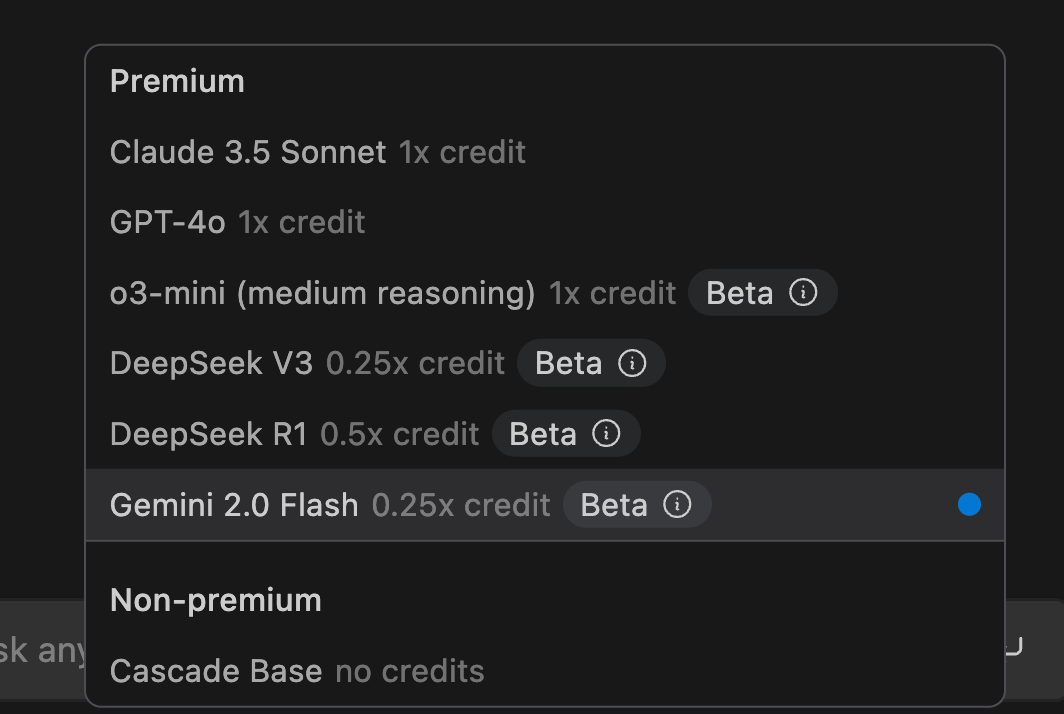 Premium
Claude 3.5 Sonnet 1x credit
GPT-4o 1x credit
o3-mini (medium reasoning) 1x credit Beta
DeepSeek V3 0.25x credit Beta
DeepSeek R1 0.5x credit Beta
Gemini 2.0 Flash 0.25x credit Beta
Non-premium
sk any
Cascade Base no credits